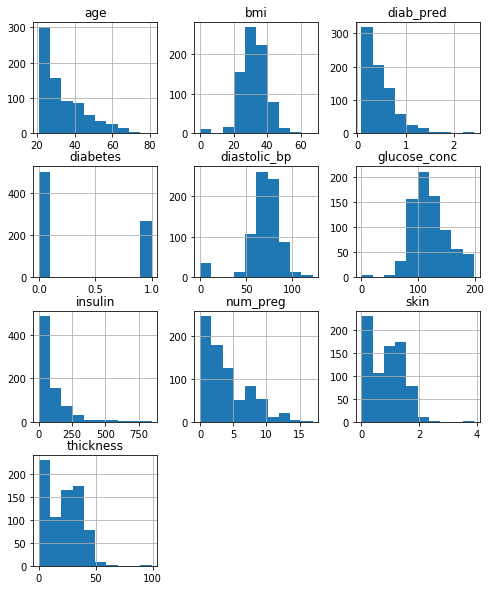 age bmi diab_pred
300 200 100 0
200 100 0
300 200 100 0
20 40 60 80
0 20 40 60
0 1 2
diabetes diastolic_bp glucose_conc
400 200 0
200 100 0
200 150 100 50 0
0.0 0.5 1.0
0 50 100
0 100 200
insulin num_preg skin
400 200 0
200 100 0
200 150 100 50 0
0 250 500 750
0 5 10 15
0 2 4
thickness
200 150 100 50 0
0 50 100